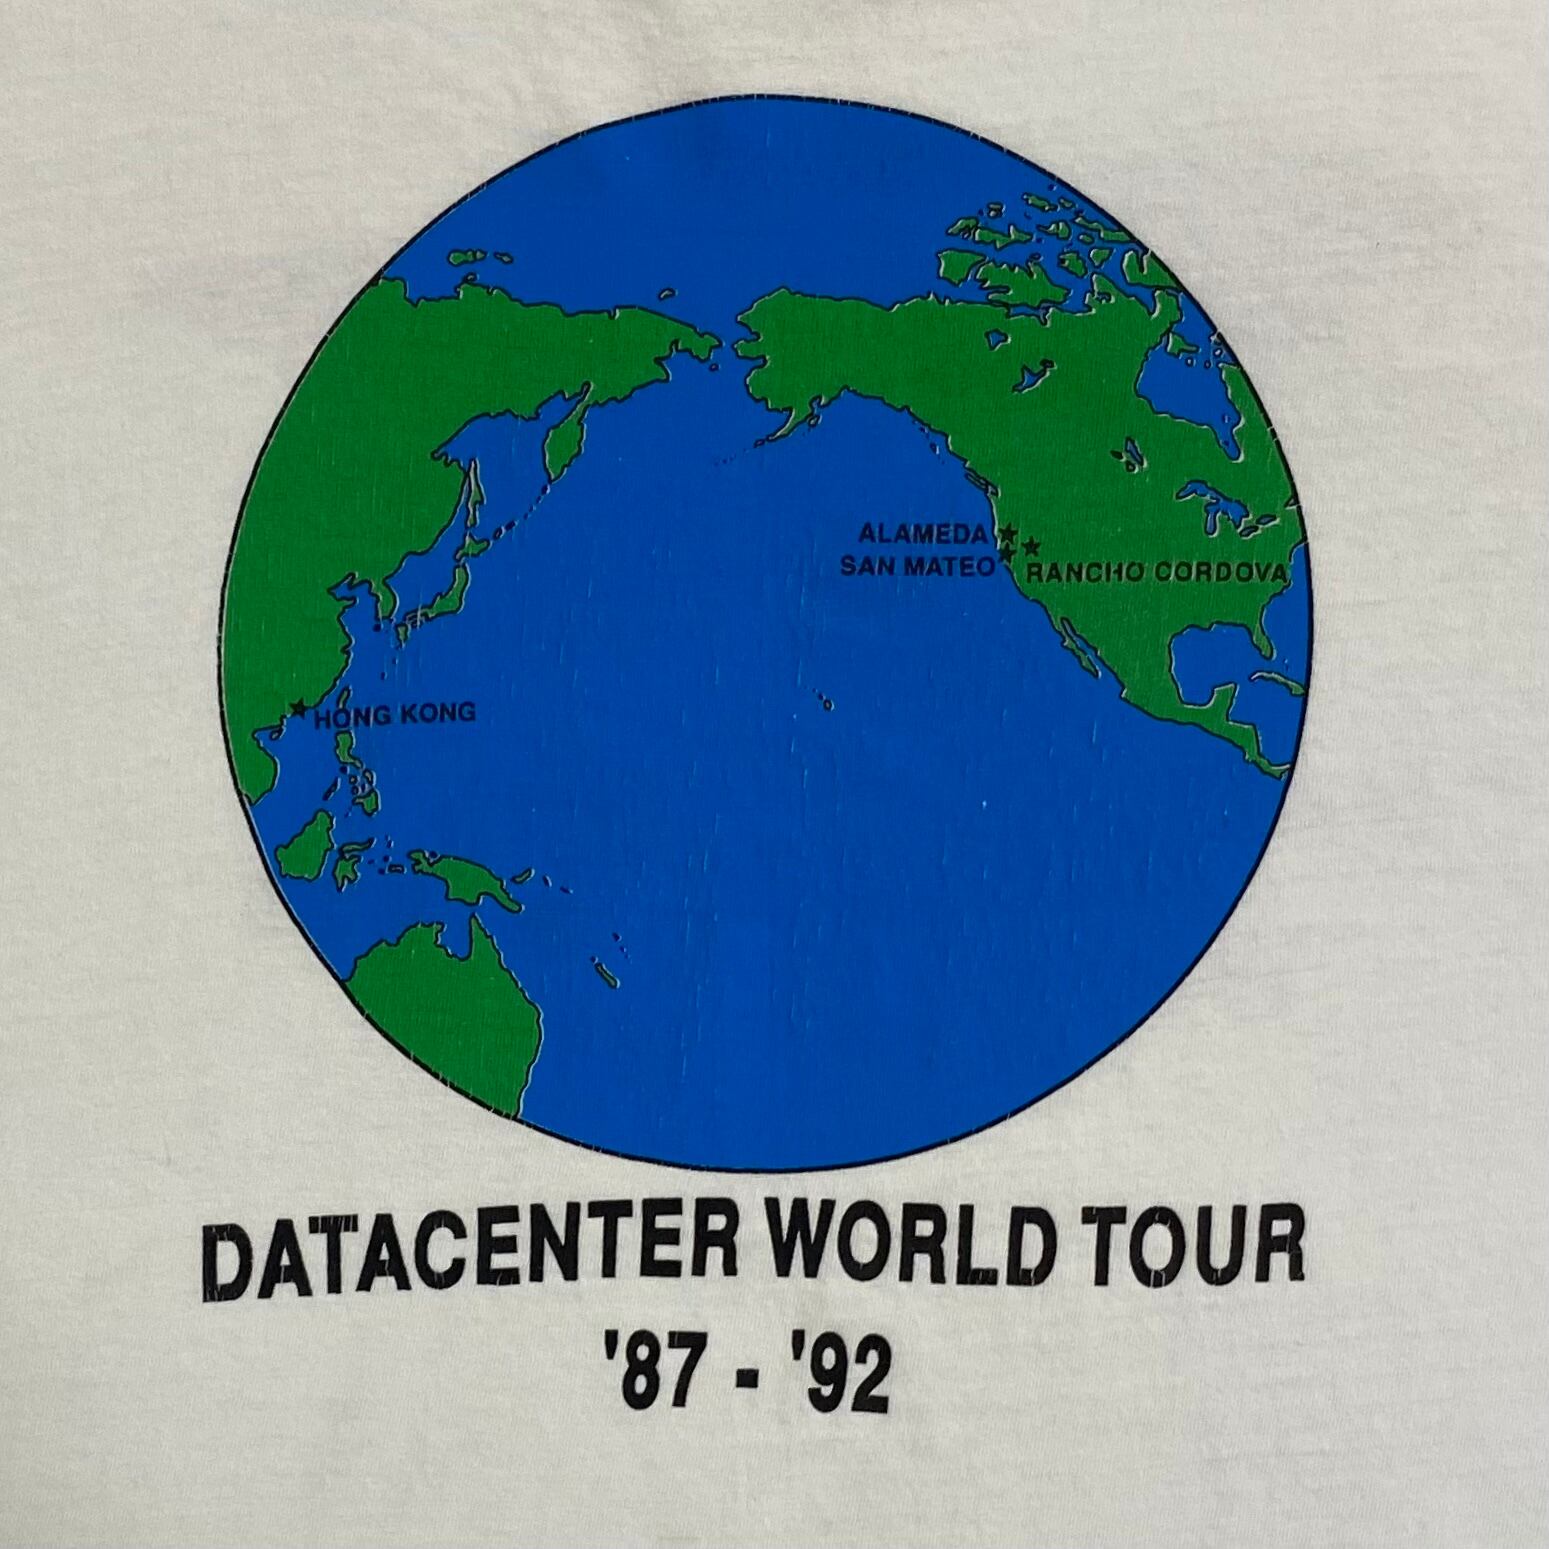 ALAMEDA
SAN MATEO
RANCHO CORDOVA
HONG KONG
DATACENTER WORLD TOUR
'87 - '92